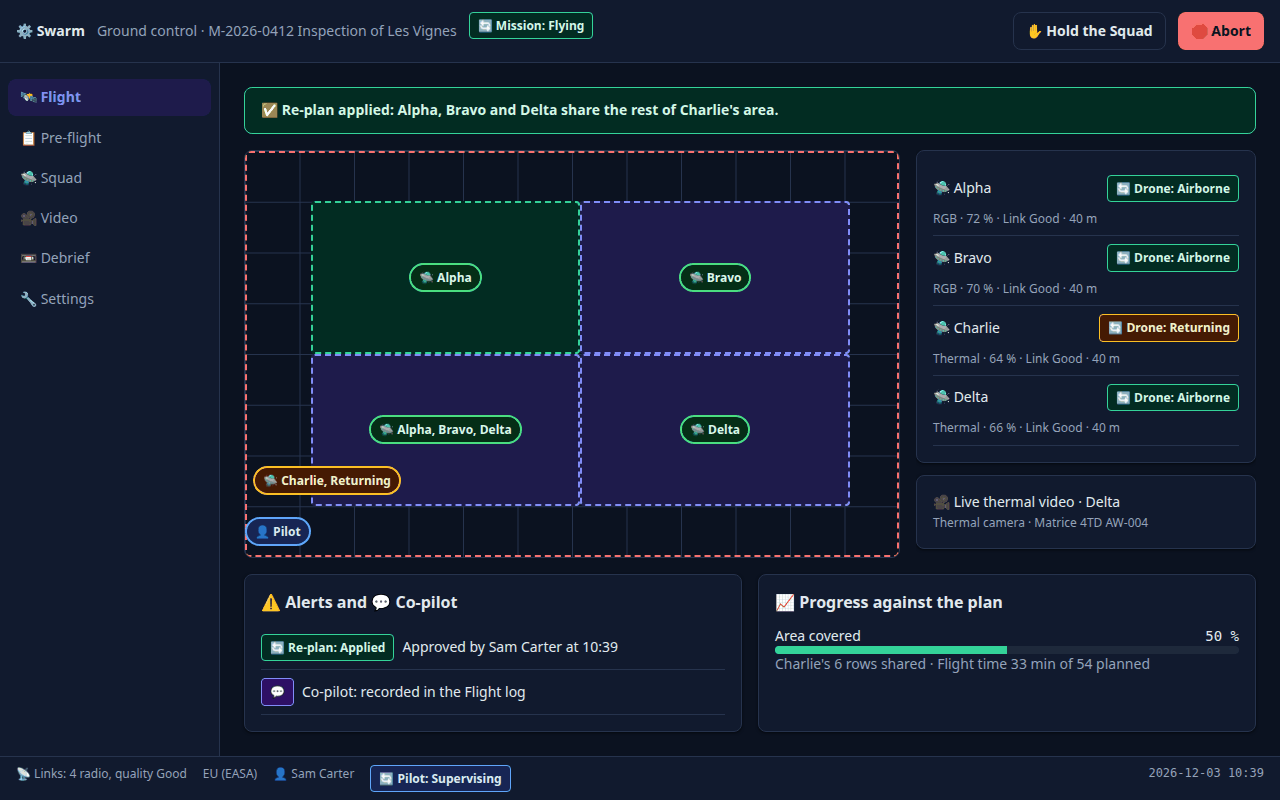 Swarm Ground control · M-2026-0412 Inspection of Les Vignes Mission: Flying Hold the Squad Abort
Flight
Pre-flight
Squad
Video
Debrief
Settings
Re-plan applied: Alpha, Bravo and Delta share the rest of Charlie's area.
Alpha
Bravo
Alpha, Bravo, Delta
Delta
Charlie, Returning
Pilot
Alpha Drone: Airborne
RGB · 72 % · Link Good · 40 m
Bravo Drone: Airborne
RGB · 70 % · Link Good · 40 m
Charlie Drone: Returning
Thermal · 64 % · Link Good · 40 m
Delta Drone: Airborne
Thermal · 66 % · Link Good · 40 m
Live thermal video · Delta
Thermal camera · Matrice 4TD AW-004
Alerts and Co-pilot
Re-plan: Applied Approved by Sam Carter at 10:39
Co-pilot: recorded in the Flight log
Progress against the plan
Area covered 50 %
Charlie's 6 rows shared · Flight time 33 min of 54 planned
Links: 4 radio, quality Good EU (EASA) Sam Carter Pilot: Supervising 2026-12-03 10:39